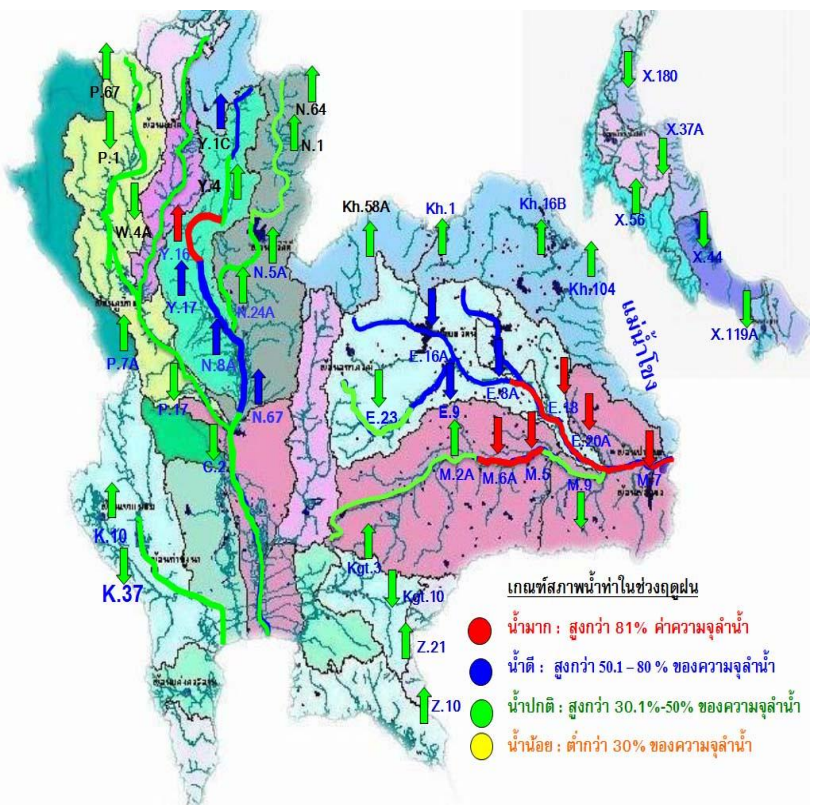 P.67
P.1
W.4A
Y.1C
Y.4
Y.16
Y.17
N.64
N.1
N.5A
N.24A
N.8A
N.67
P.7A
P.17
C.2
K.10
K.37
Kh.58A
Kh.1
Kh.16B
Kh.104
แม่น้ำโขง
E.16A
E.8A
E.23
E.9
E.18
E.20A
M.2A
M.6A
M.5
M.9
M.7
Kgt.3
Kgt.10
Z.21
Z.10
X.180
X.37A
X.56
X.44
X.119A
เกณฑ์สภาพน้ำท่าในช่วงฤดูฝน
น้ำมาก : สูงกว่า 81% ค่าความจุลำน้ำ
น้ำดี : สูงกว่า 50.1 – 80 % ของความจุลำน้ำ
น้ำปกติ : สูงกว่า 30.1%-50% ของความจุลำน้ำ
น้ำน้อย : ต่ำกว่า 30% ของความจุลำน้ำ